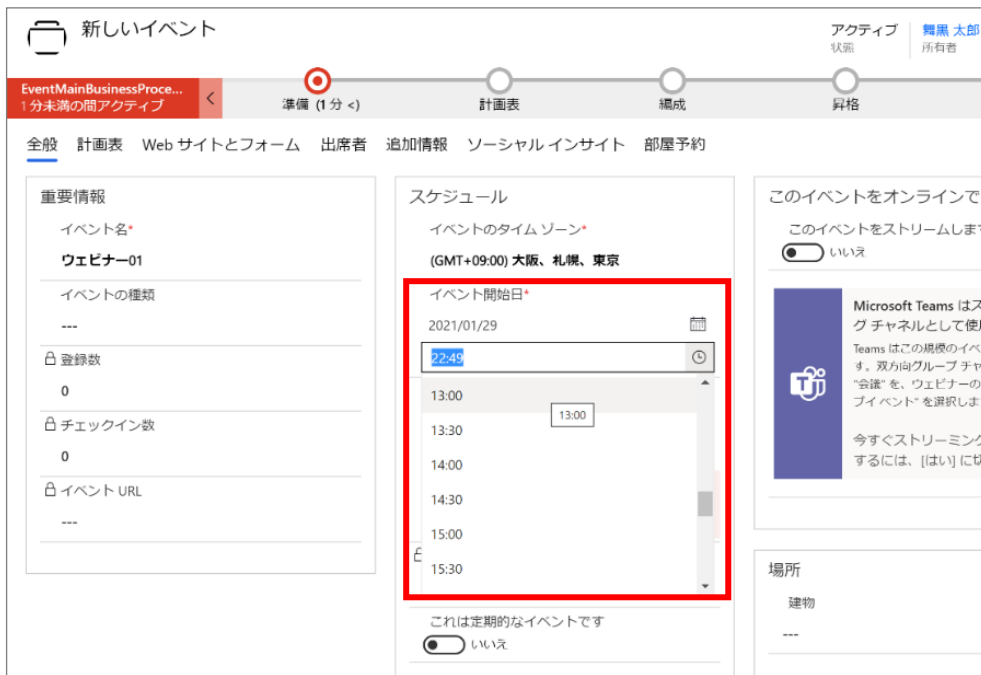 新しいイベント
アクティブ
状態
舞黒 太郎
所有者
EventMainBusinessProce...
1 分未満の間アクティブ
準備 (1 分 <)
計画表
編成
昇格
全般
計画表
Web サイトとフォーム
出席者
追加情報
ソーシャル インサイト
部屋予約
重要情報
イベント名*
ウェビナー01
イベントの種類
---
登録数
0
チェックイン数
0
イベント URL
---
スケジュール
イベントのタイム ゾーン*
(GMT+09:00) 大阪、札幌、東京
イベント開始日*
2021/01/29
22:49
13:00
13:00
13:30
14:00
14:30
15:00
15:30
これは定期的なイベントです
いいえ
このイベントをオンラインで
このイベントをストリームしま
いいえ
Microsoft Teams はス
グ チャネルとして使
Teams はこの規模のイベ
す。双方向グループ チャ
"会議" を、ウェビナーの
ブイ ベント" を選択しま
今すぐストリーミング
するには、[はい] に
場所
建物
---